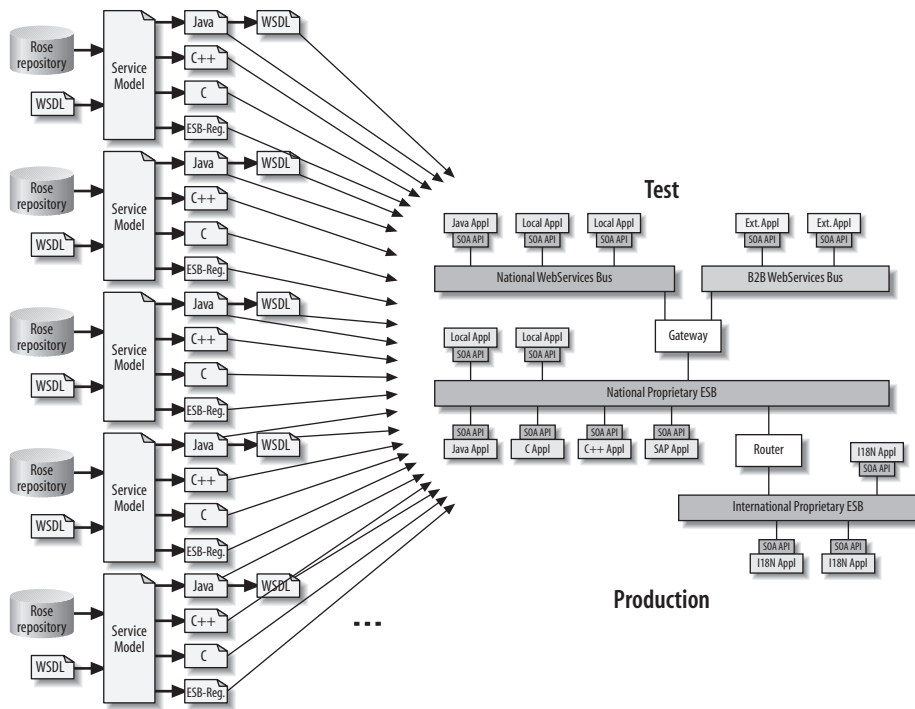 Rose
repository
WSDL
Service
Model
Java
WSDL
C++
C
ESB-Reg.
Rose
repository
WSDL
Service
Model
Java
WSDL
C++
C
ESB-Reg.
Rose
repository
WSDL
Service
Model
Java
WSDL
C++
C
ESB-Reg.
Rose
repository
WSDL
Service
Model
Java
WSDL
C++
C
ESB-Reg.
Rose
repository
WSDL
Service
Model
Java
WSDL
C++
C
ESB-Reg.
...
Test
Java Appl
SOA API
Local Appl
SOA API
Local Appl
SOA API
Ext. Appl
SOA API
Ext. Appl
SOA API
National WebServices Bus
B2B WebServices Bus
Gateway
Local Appl
SOA API
Local Appl
SOA API
National Proprietary ESB
SOA API
Java Appl
SOA API
C Appl
SOA API
C++ Appl
SOA API
SAP Appl
Router
I18N Appl
SOA API
International Proprietary ESB
SOA API
I18N Appl
SOA API
I18N Appl
Production